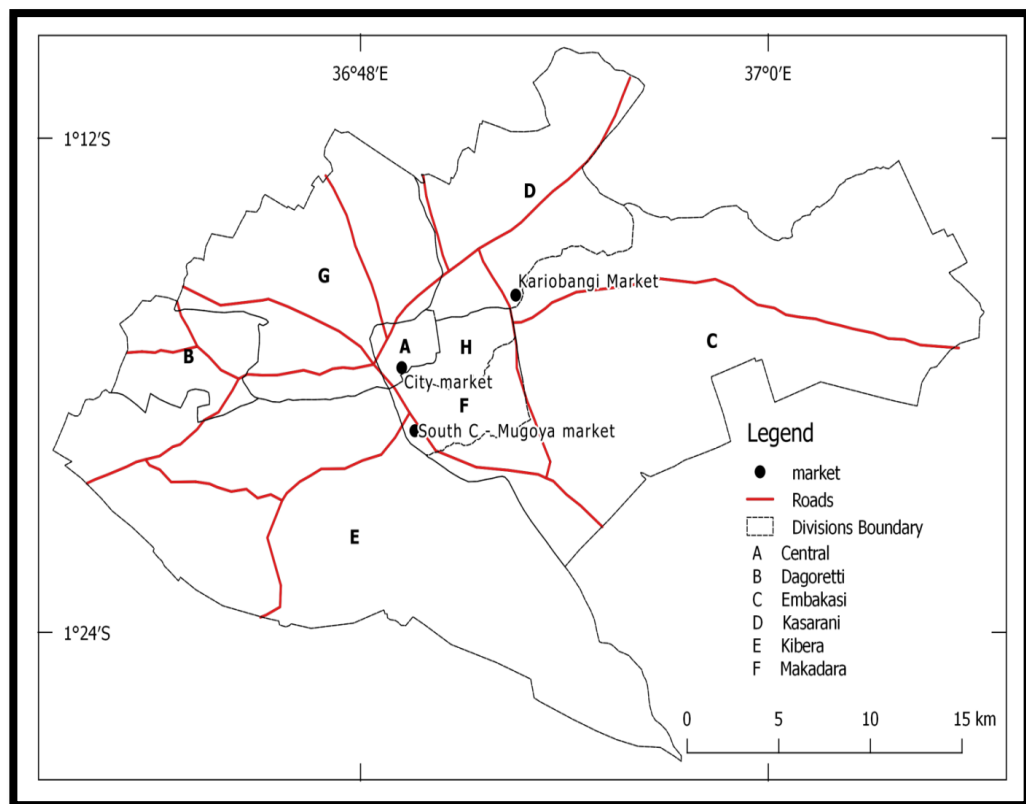 36°48'E
37°0'E
1°12'S
D
G
Kariobangi Market
A
H
C
B
City market
F
South C - Mugoya market
E
1°24'S
Legend
market
Roads
Divisions Boundary
A Central
B Dagoretti
C Embakasi
D Kasarani
E Kibera
F Makadara
0 5 10 15 km